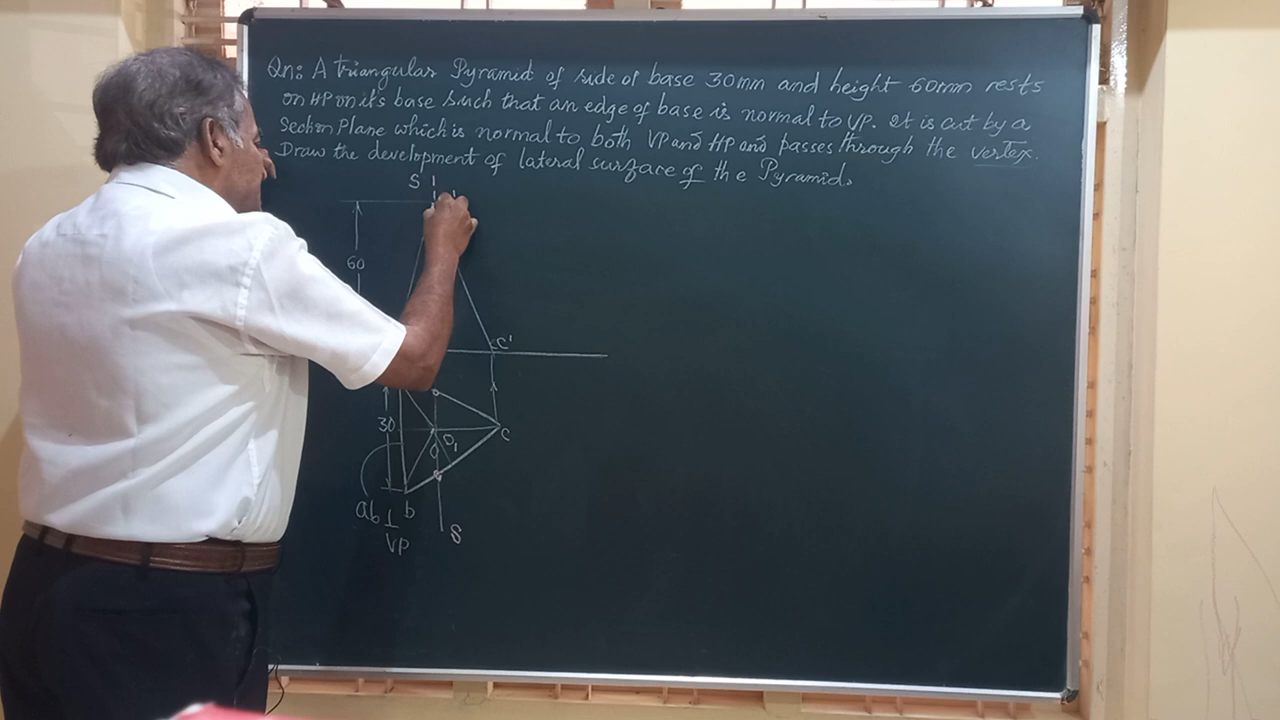 Qn: A triangular Pyramid of side of base 30mm and height 60mm rests
on HP on its base such that an edge of base is normal to VP. It is cut by a
Section Plane which is normal to both VP and HP and passes through the vertex.
Draw the development of lateral surface of the Pyramid.
S'
60
c'
30
c
O1
O
ab ⊥
VP
b
S